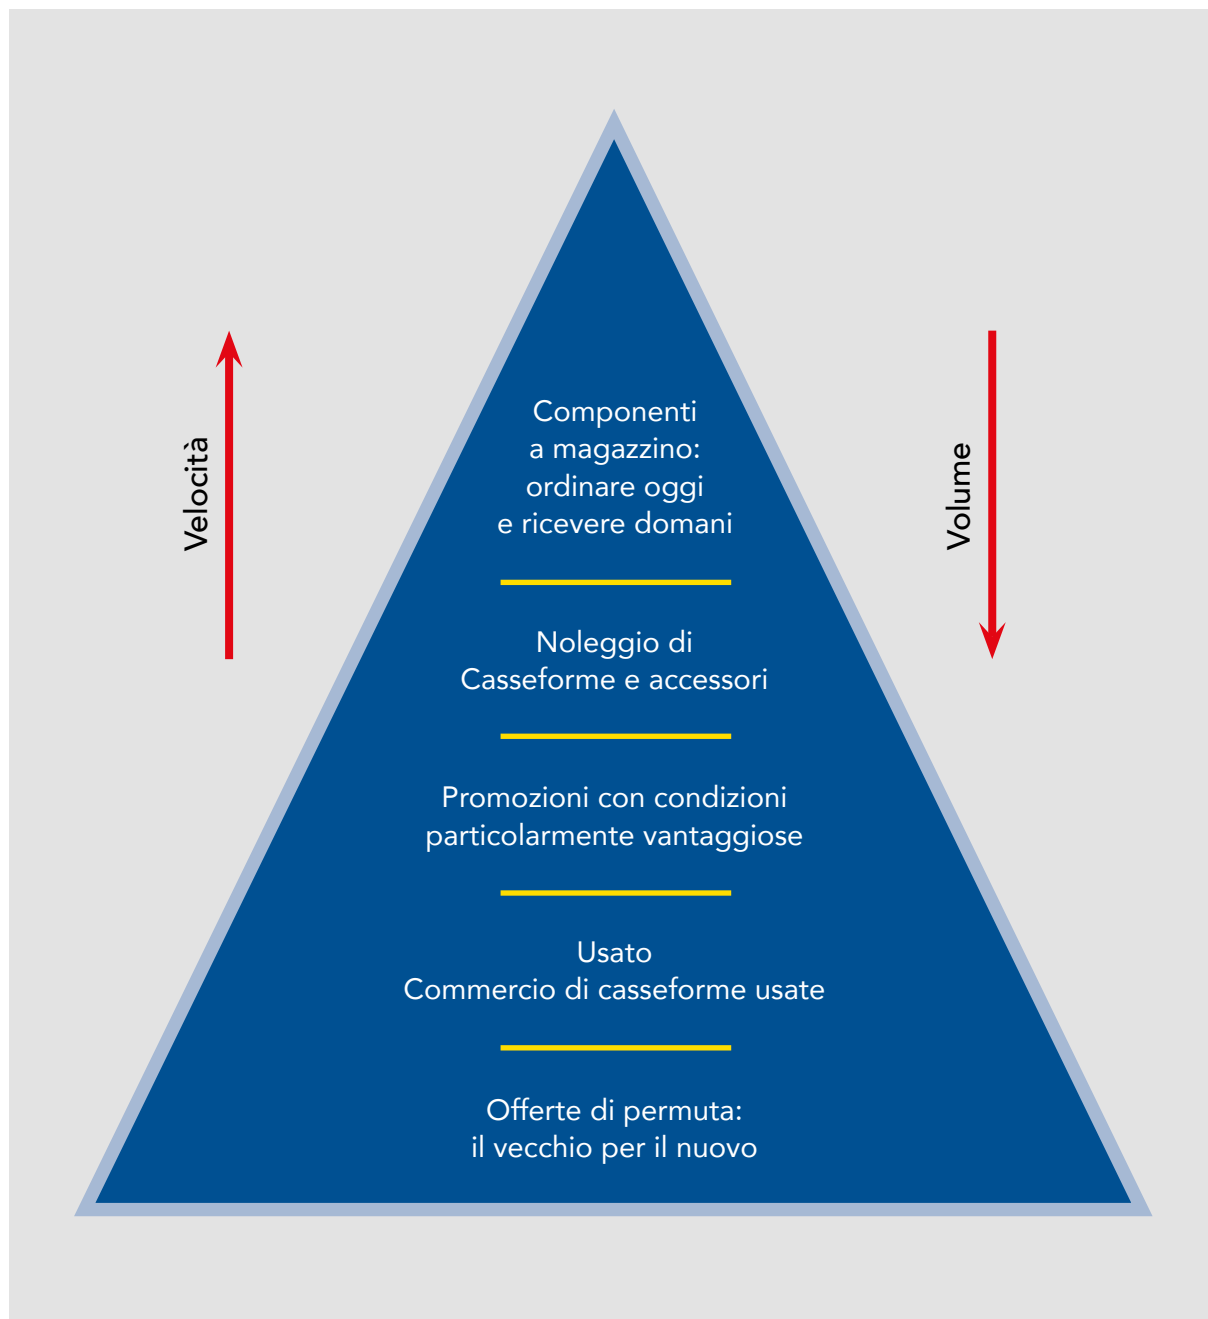 Componenti
a magazzino:
ordinare oggi
e ricevere domani
Velocità
Volume
Noleggio di
Casseforme e accessori
Promozioni con condizioni
particolarmente vantaggiose
Usato
Commercio di casseforme usate
Offerte di permuta:
il vecchio per il nuovo